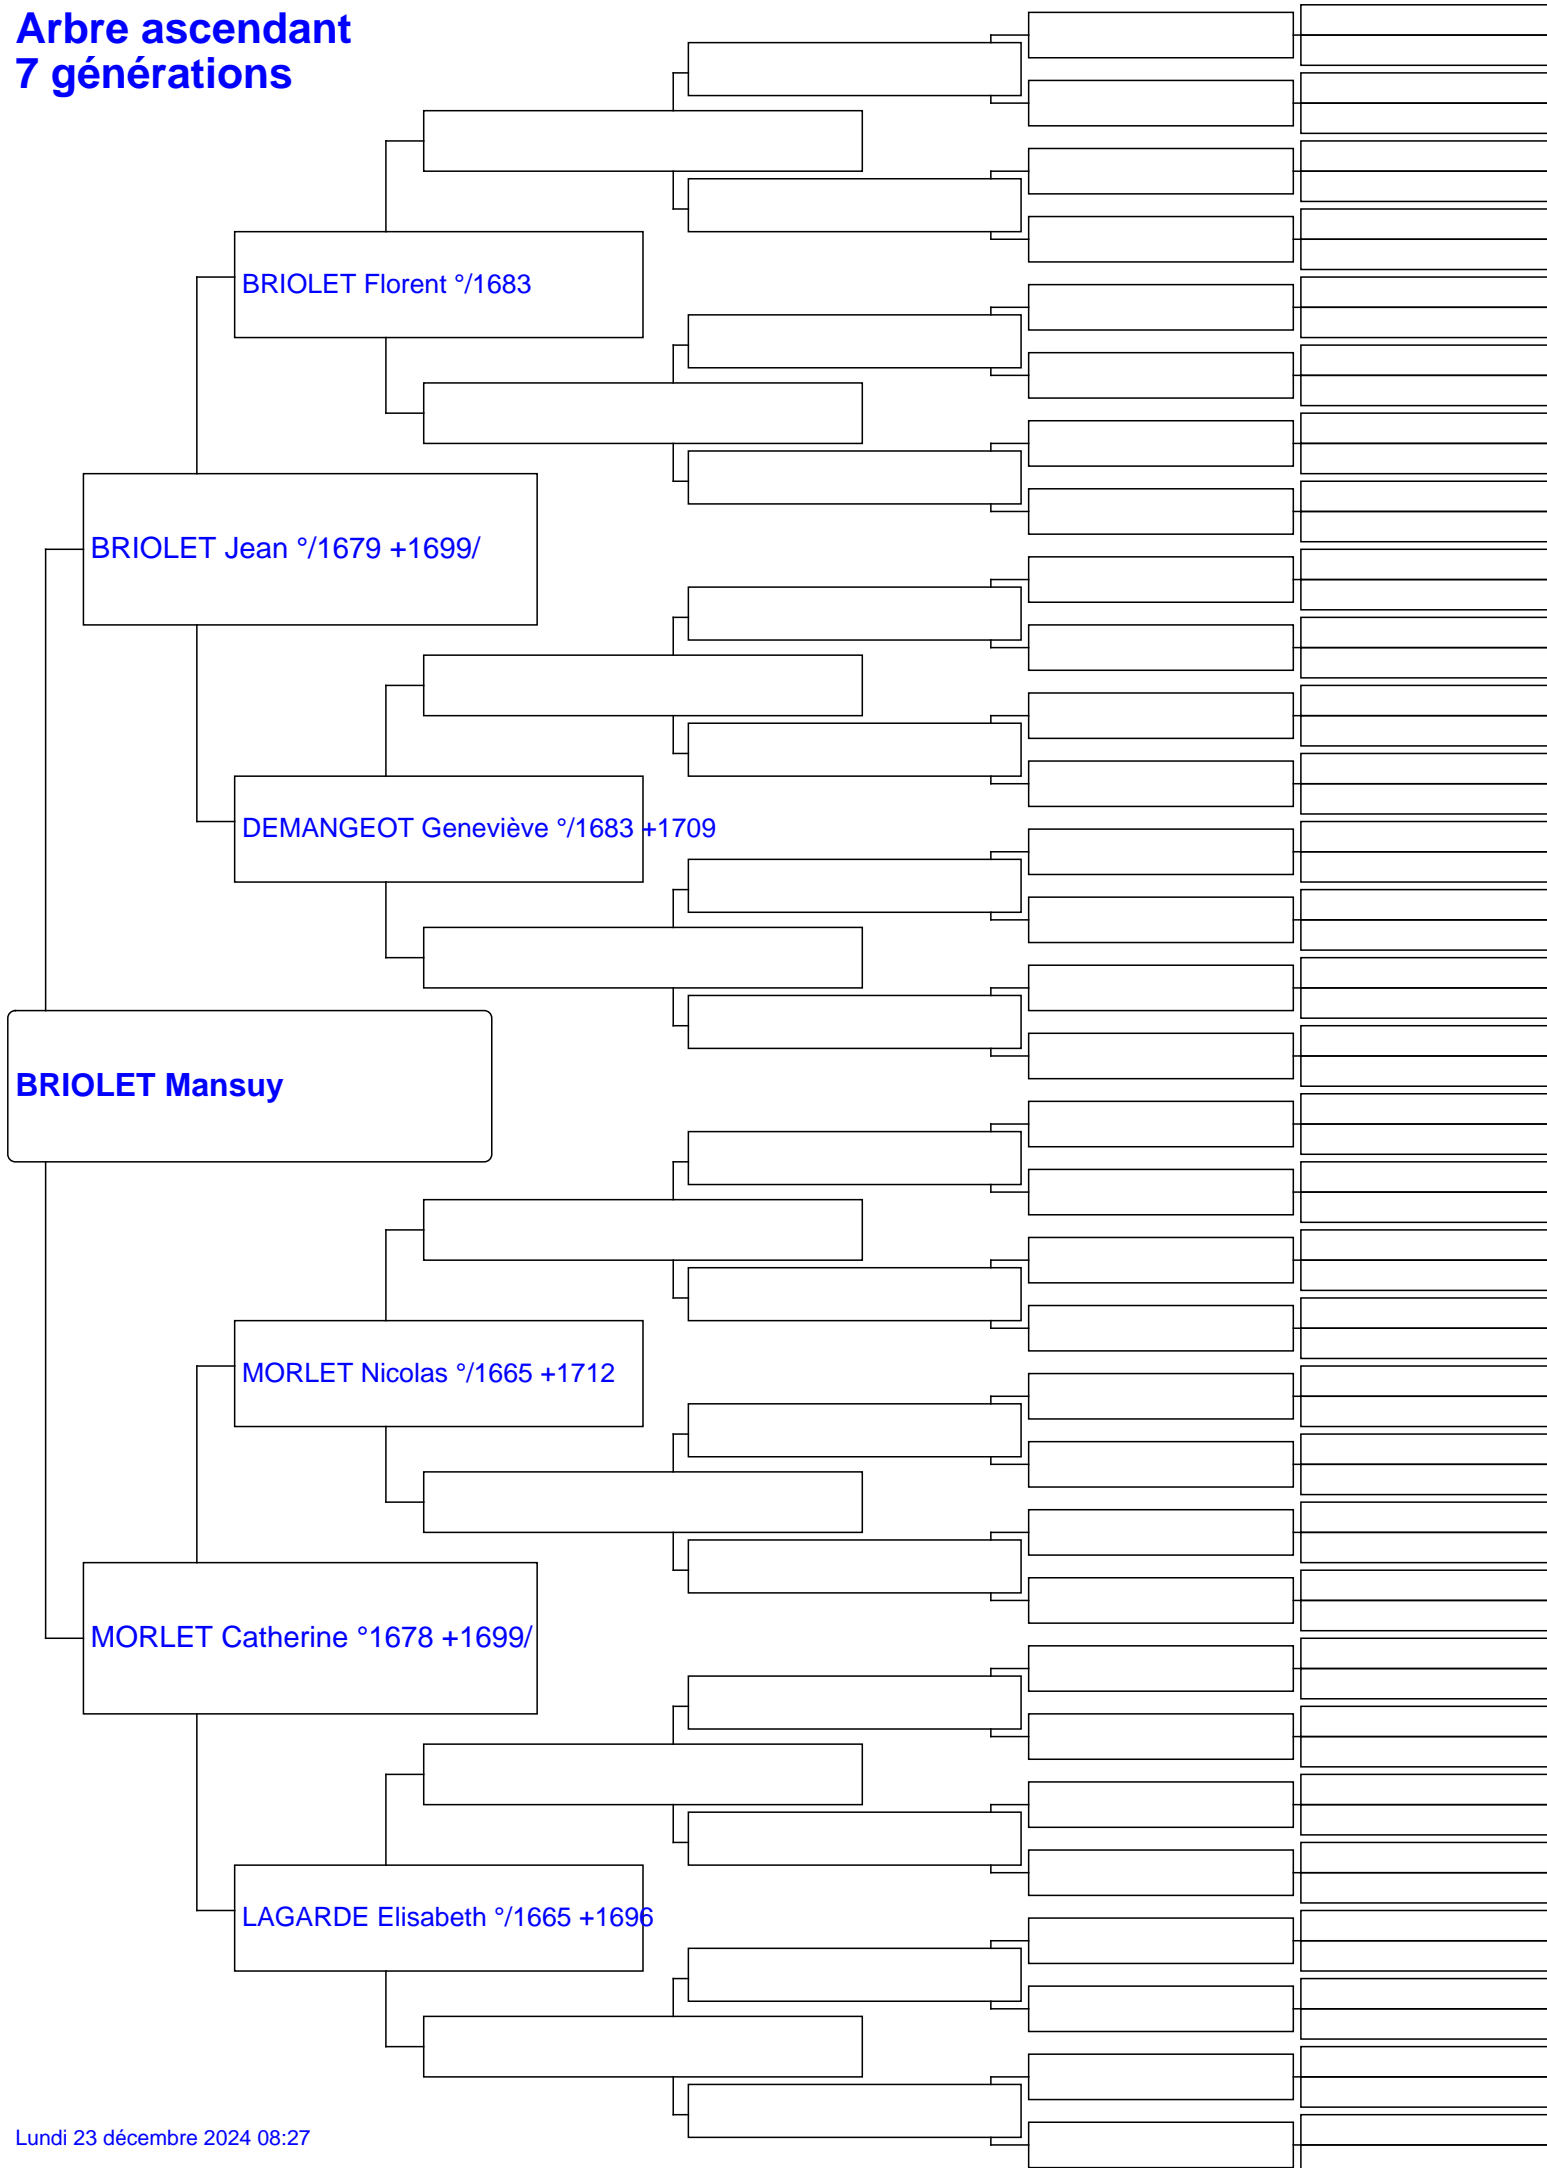 Arbre ascendant
7 générations
BRIOLET Florent °/1683
BRIOLET Jean °/1679 +1699/
DEMANGEOT Geneviève °/1683 +1709
BRIOLET Mansuy
MORLET Nicolas °/1665 +1712
MORLET Catherine °1678 +1699/
LAGARDE Elisabeth °/1665 +1696
Lundi 23 décembre 2024 08:27